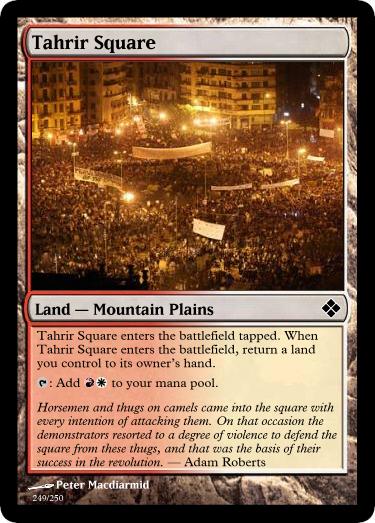 Tahrir Square
Land — Mountain Plains
Tahrir Square enters the battlefield tapped. When
Tahrir Square enters the battlefield, return a land
you control to its owner's hand.
: Add to your mana pool.
Horsemen and thugs on camels came into the square with
every intention of attacking them. On that occasion the
demonstrators resorted to a degree of violence to defend the
square from these thugs, and that was the basis of their
success in the revolution. — Adam Roberts
Peter Macdiarmid
249/250